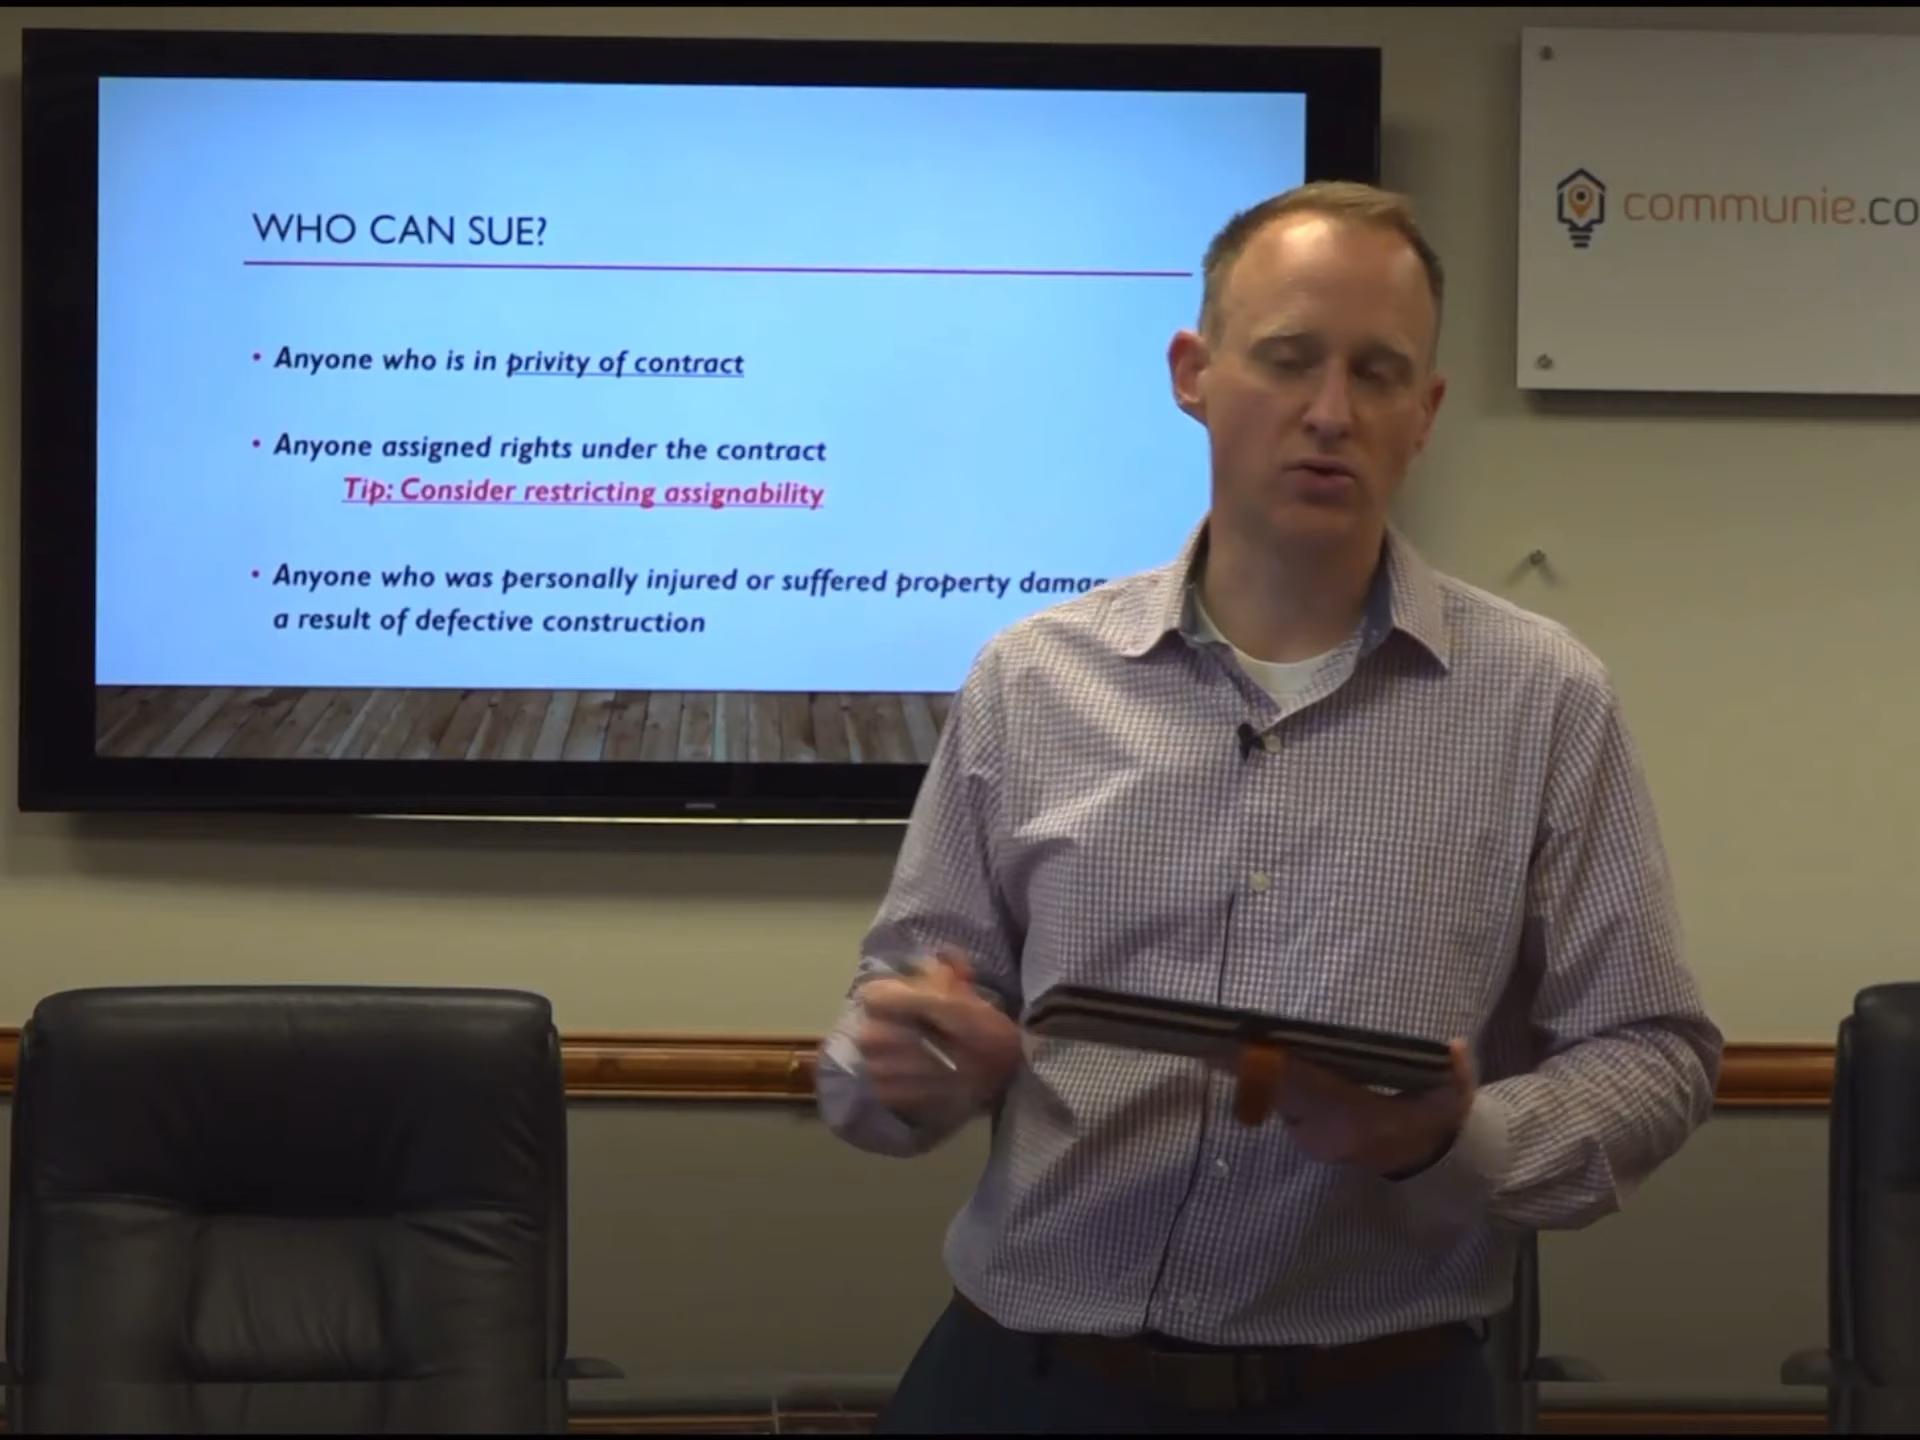 WHO CAN SUE?
• Anyone who is in privity of contract
• Anyone assigned rights under the contract
Tip: Consider restricting assignability
• Anyone who was personally injured or suffered property
a result of defective construction
communie.co